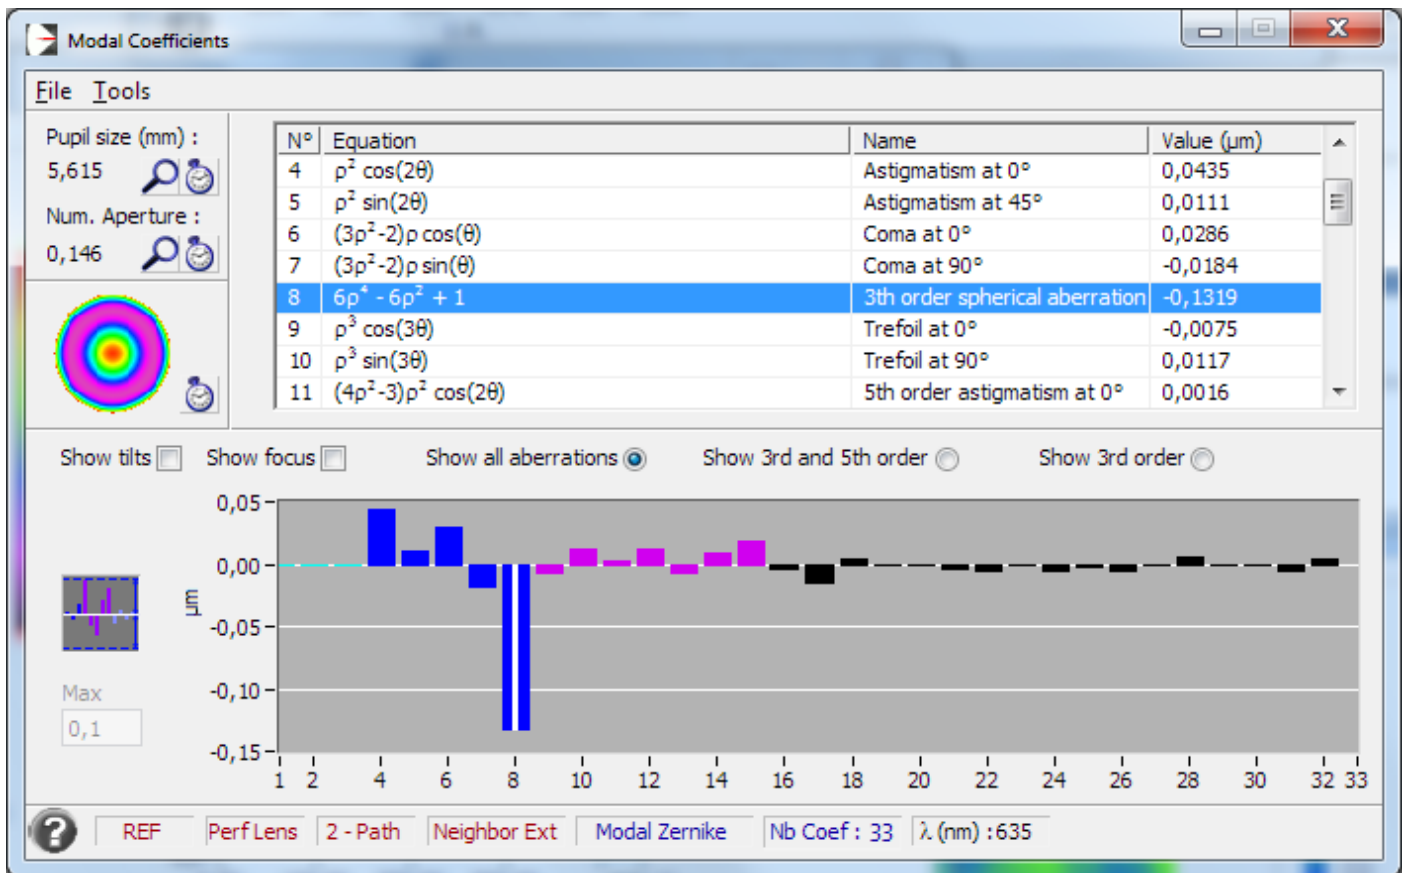 Modal Coefficients
File Tools
Pupil size (mm) :
5,615
Num. Aperture :
0,146
N° Equation Name Value (µm)
4 ρ² cos(2θ) Astigmatism at 0° 0,0435
5 ρ² sin(2θ) Astigmatism at 45° 0,0111
6 (3ρ²-2)ρ cos(θ) Coma at 0° 0,0286
7 (3ρ²-2)ρ sin(θ) Coma at 90° -0,0184
8 6ρ⁴ - 6ρ² + 1 3th order spherical aberration -0,1319
9 ρ³ cos(3θ) Trefoil at 0° -0,0075
10 ρ³ sin(3θ) Trefoil at 90° 0,0117
11 (4ρ²-3)ρ² cos(2θ) 5th order astigmatism at 0° 0,0016
Show tilts Show focus Show all aberrations Show 3rd and 5th order Show 3rd order
0,05
0,00
-0,05
-0,10
-0,15
µm
Max
0,1
1 2 4 6 8 10 12 14 16 18 20 22 24 26 28 30 32 33
? REF Perf Lens 2 - Path Neighbor Ext Modal Zernike Nb Coef : 33 λ (nm) :635